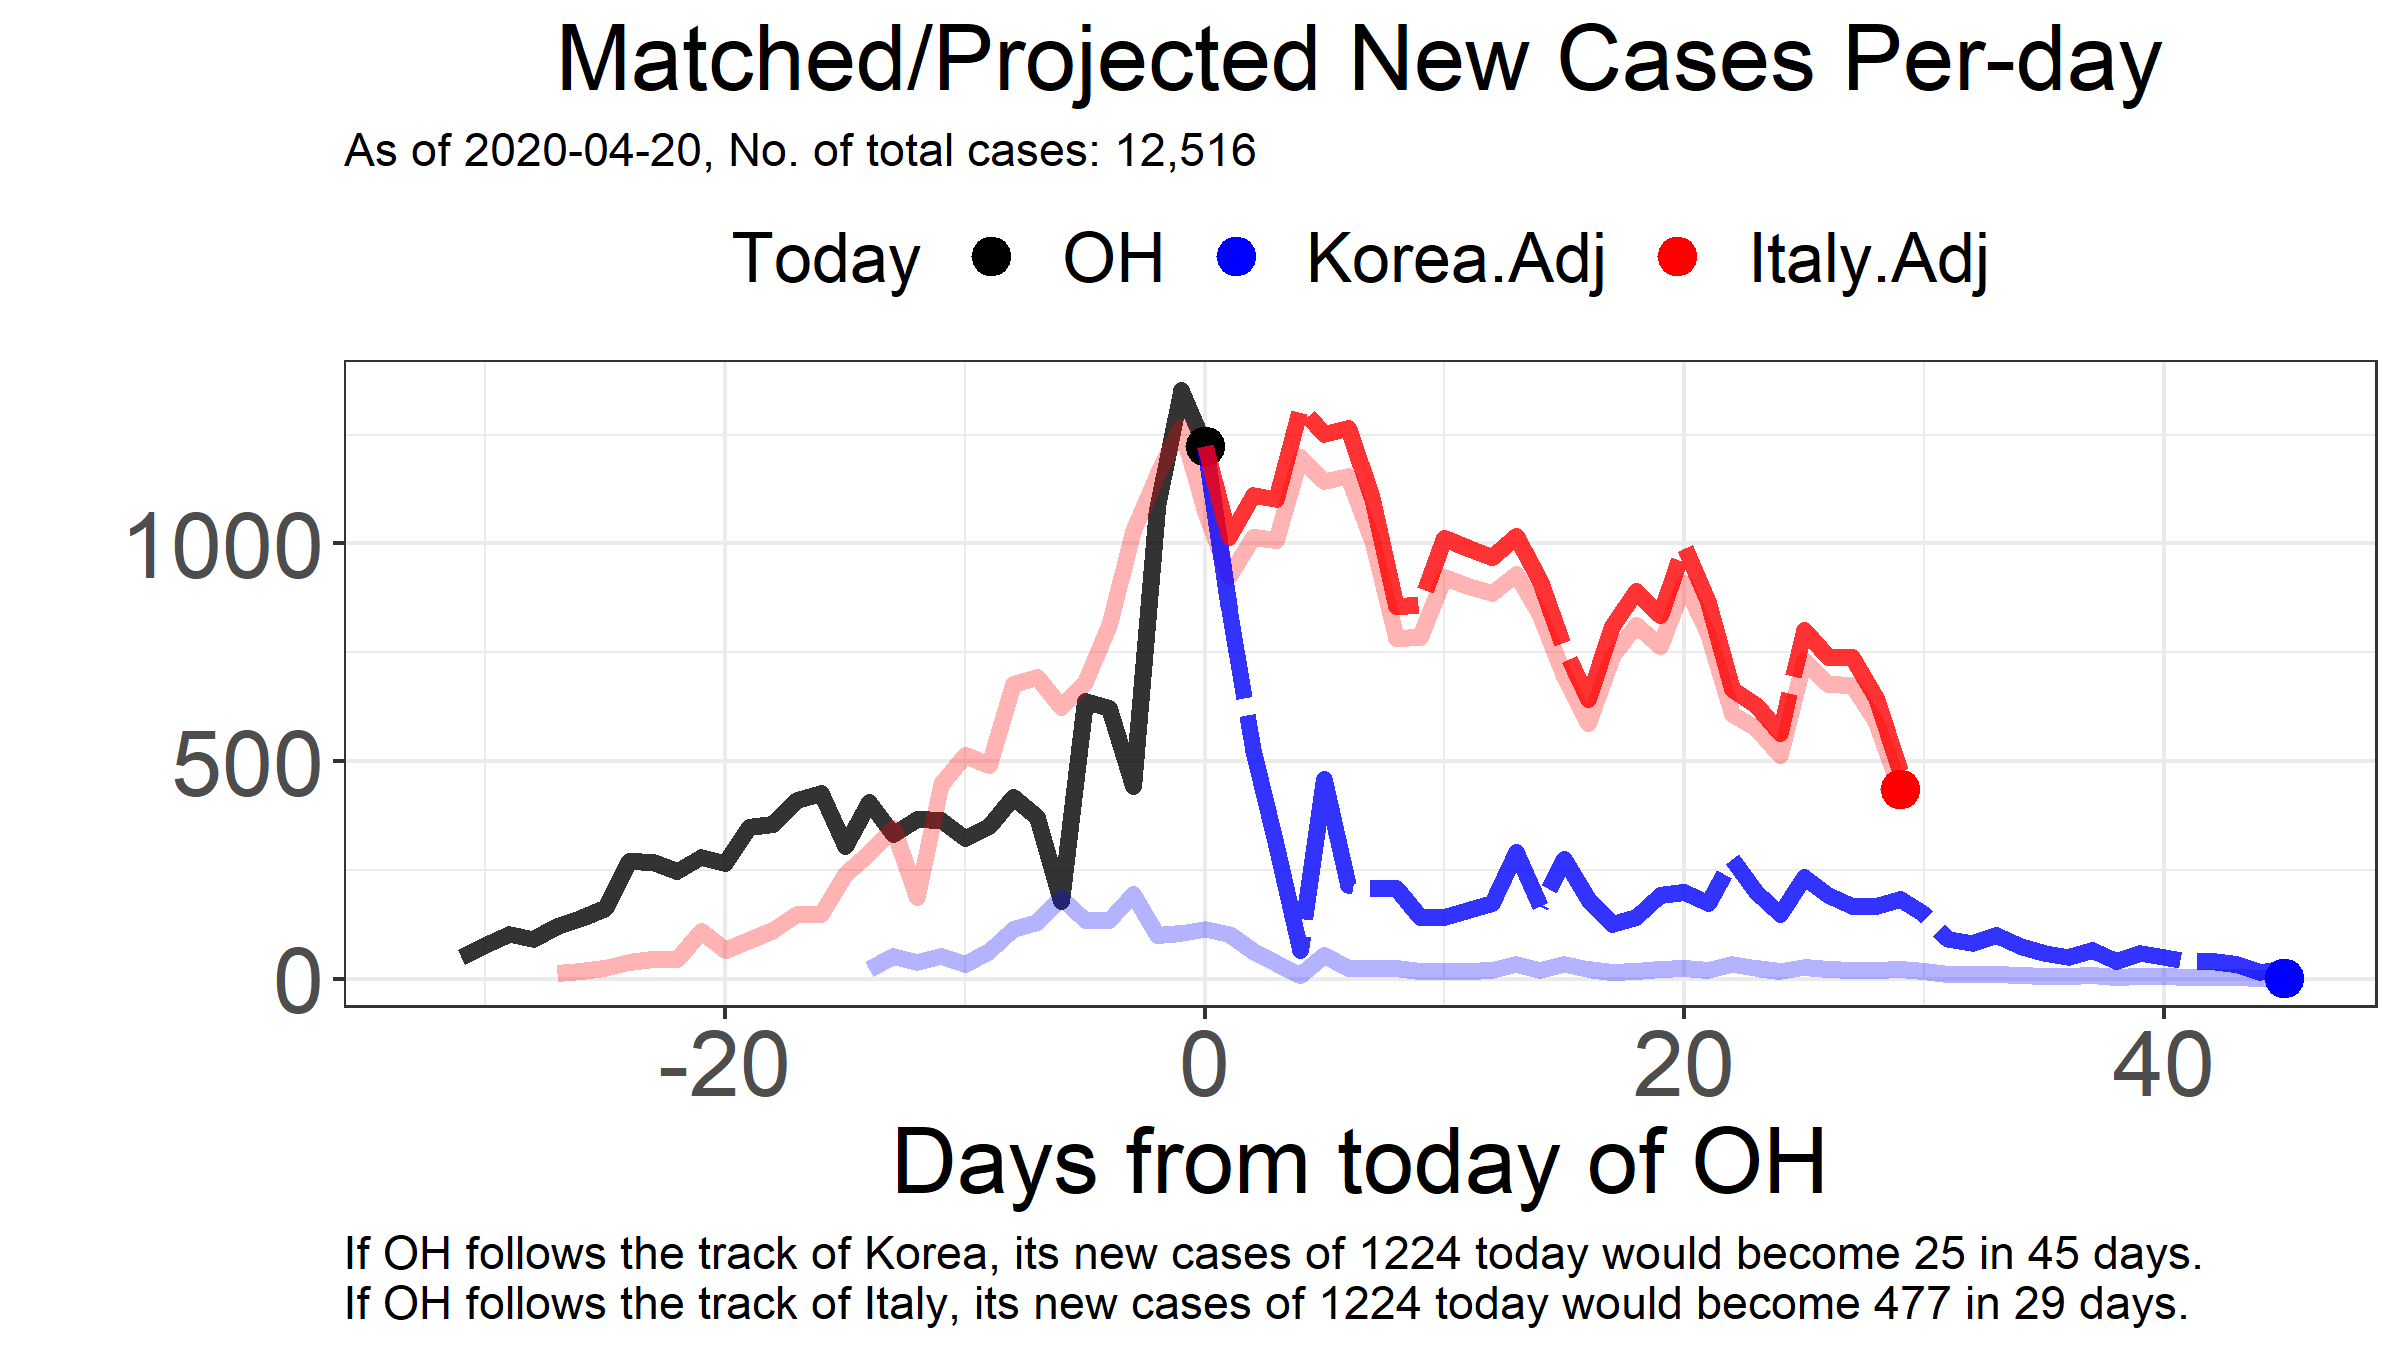 Matched/Projected New Cases Per-day
As of 2020-04-20, No. of total cases: 12,516
Today OH Korea.Adj Italy.Adj
1000
500
0
-20 0 20 40
Days from today of OH
If OH follows the track of Korea, its new cases of 1224 today would become 25 in 45 days.
If OH follows the track of Italy, its new cases of 1224 today would become 477 in 29 days.